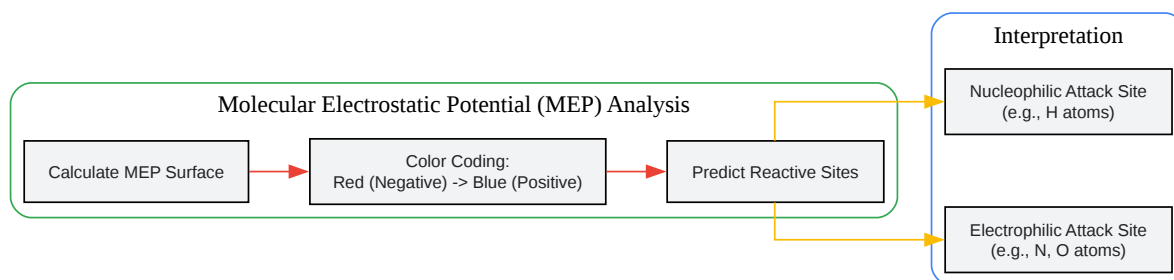 Interpretation
Nucleophilic Attack Site
(e.g., H atoms)
Molecular Electrostatic Potential (MEP) Analysis
Calculate MEP Surface
Color Coding:
Red (Negative) -> Blue (Positive)
Predict Reactive Sites
Electrophilic Attack Site
(e.g., N, O atoms)